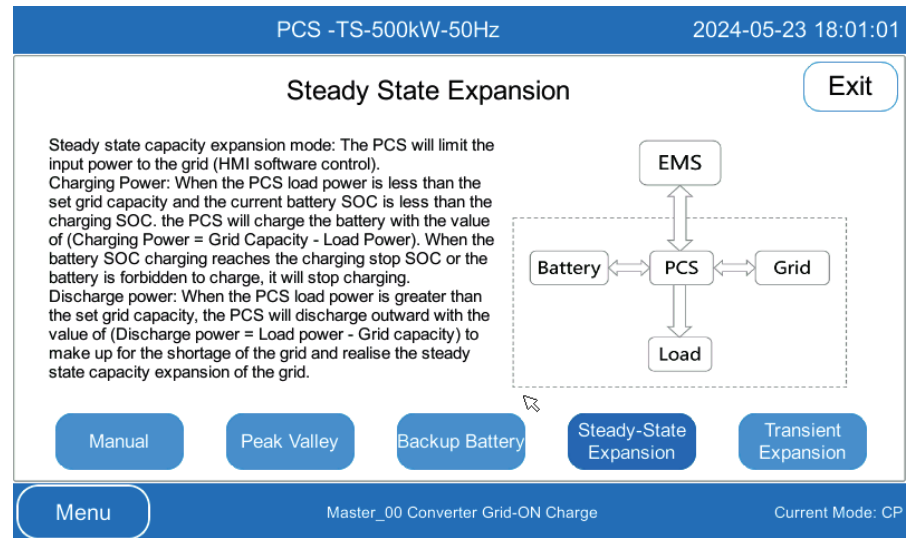 PCS -TS-500kW-50Hz
2024-05-23 18:01:01
Steady State Expansion
Exit
Steady state capacity expansion mode: The PCS will limit the
input power to the grid (HMI software control).
Charging Power: When the PCS load power is less than the
set grid capacity and the current battery SOC is less than the
charging SOC. the PCS will charge the battery with the value
of (Charging Power = Grid Capacity - Load Power). When the
battery SOC charging reaches the charging stop SOC or the
battery is forbidden to charge, it will stop charging.
Discharge power: When the PCS load power is greater than
the set grid capacity, the PCS will discharge outward with the
value of (Discharge power = Load power - Grid capacity) to
make up for the shortage of the grid and realise the steady
state capacity expansion of the grid.
EMS
Battery
PCS
Grid
Load
Manual
Peak Valley
Backup Battery
Steady-State
Expansion
Transient
Expansion
Menu
Master_00 Converter Grid-ON Charge
Current Mode: CP